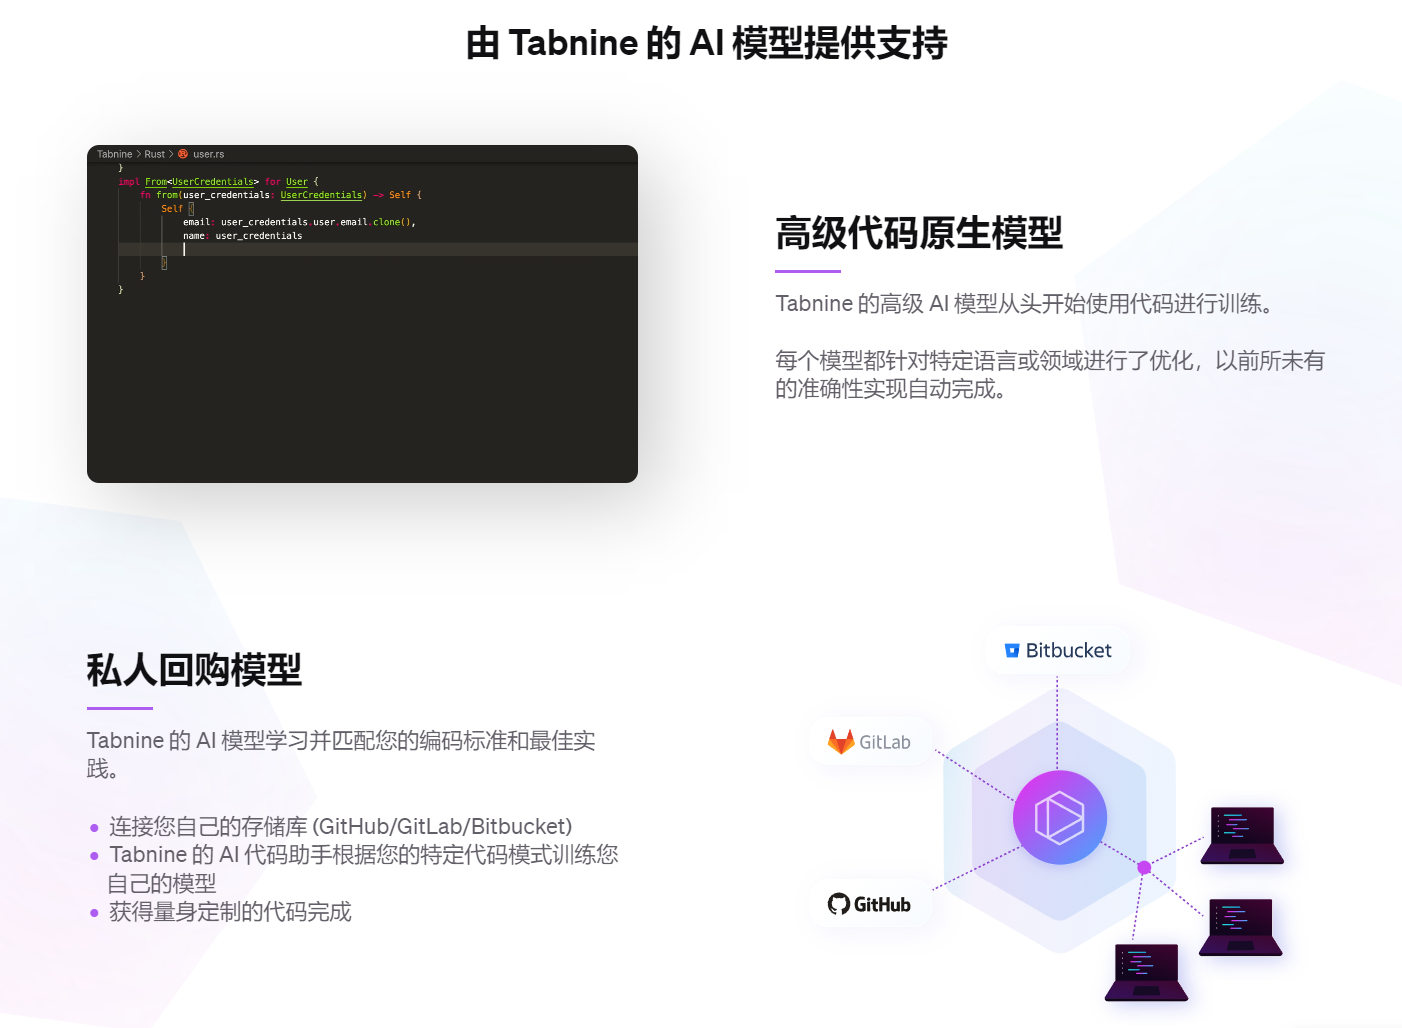 由 Tabnine 的 AI 模型提供支持
Tabnine > Rust > user.rs
}
impl From<UserCredentials> for User {
fn from(user_credentials: UserCredentials) -> Self {
Self {
email: user_credentials.user.email.clone(),
name: user_credentials
}
}
}
高级代码原生模型
Tabnine 的高级 AI 模型从头开始使用代码进行训练。
每个模型都针对特定语言或领域进行了优化，以前所未有
的准确性实现自动完成。
私人回购模型
Tabnine 的 AI 模型学习并匹配您的编码标准和最佳实
践。
• 连接您自己的存储库 (GitHub/GitLab/Bitbucket)
• Tabnine 的 AI 代码助手根据您的特定代码模式训练您
自己的模型
• 获得量身定制的代码完成
Bitbucket
GitLab
GitHub